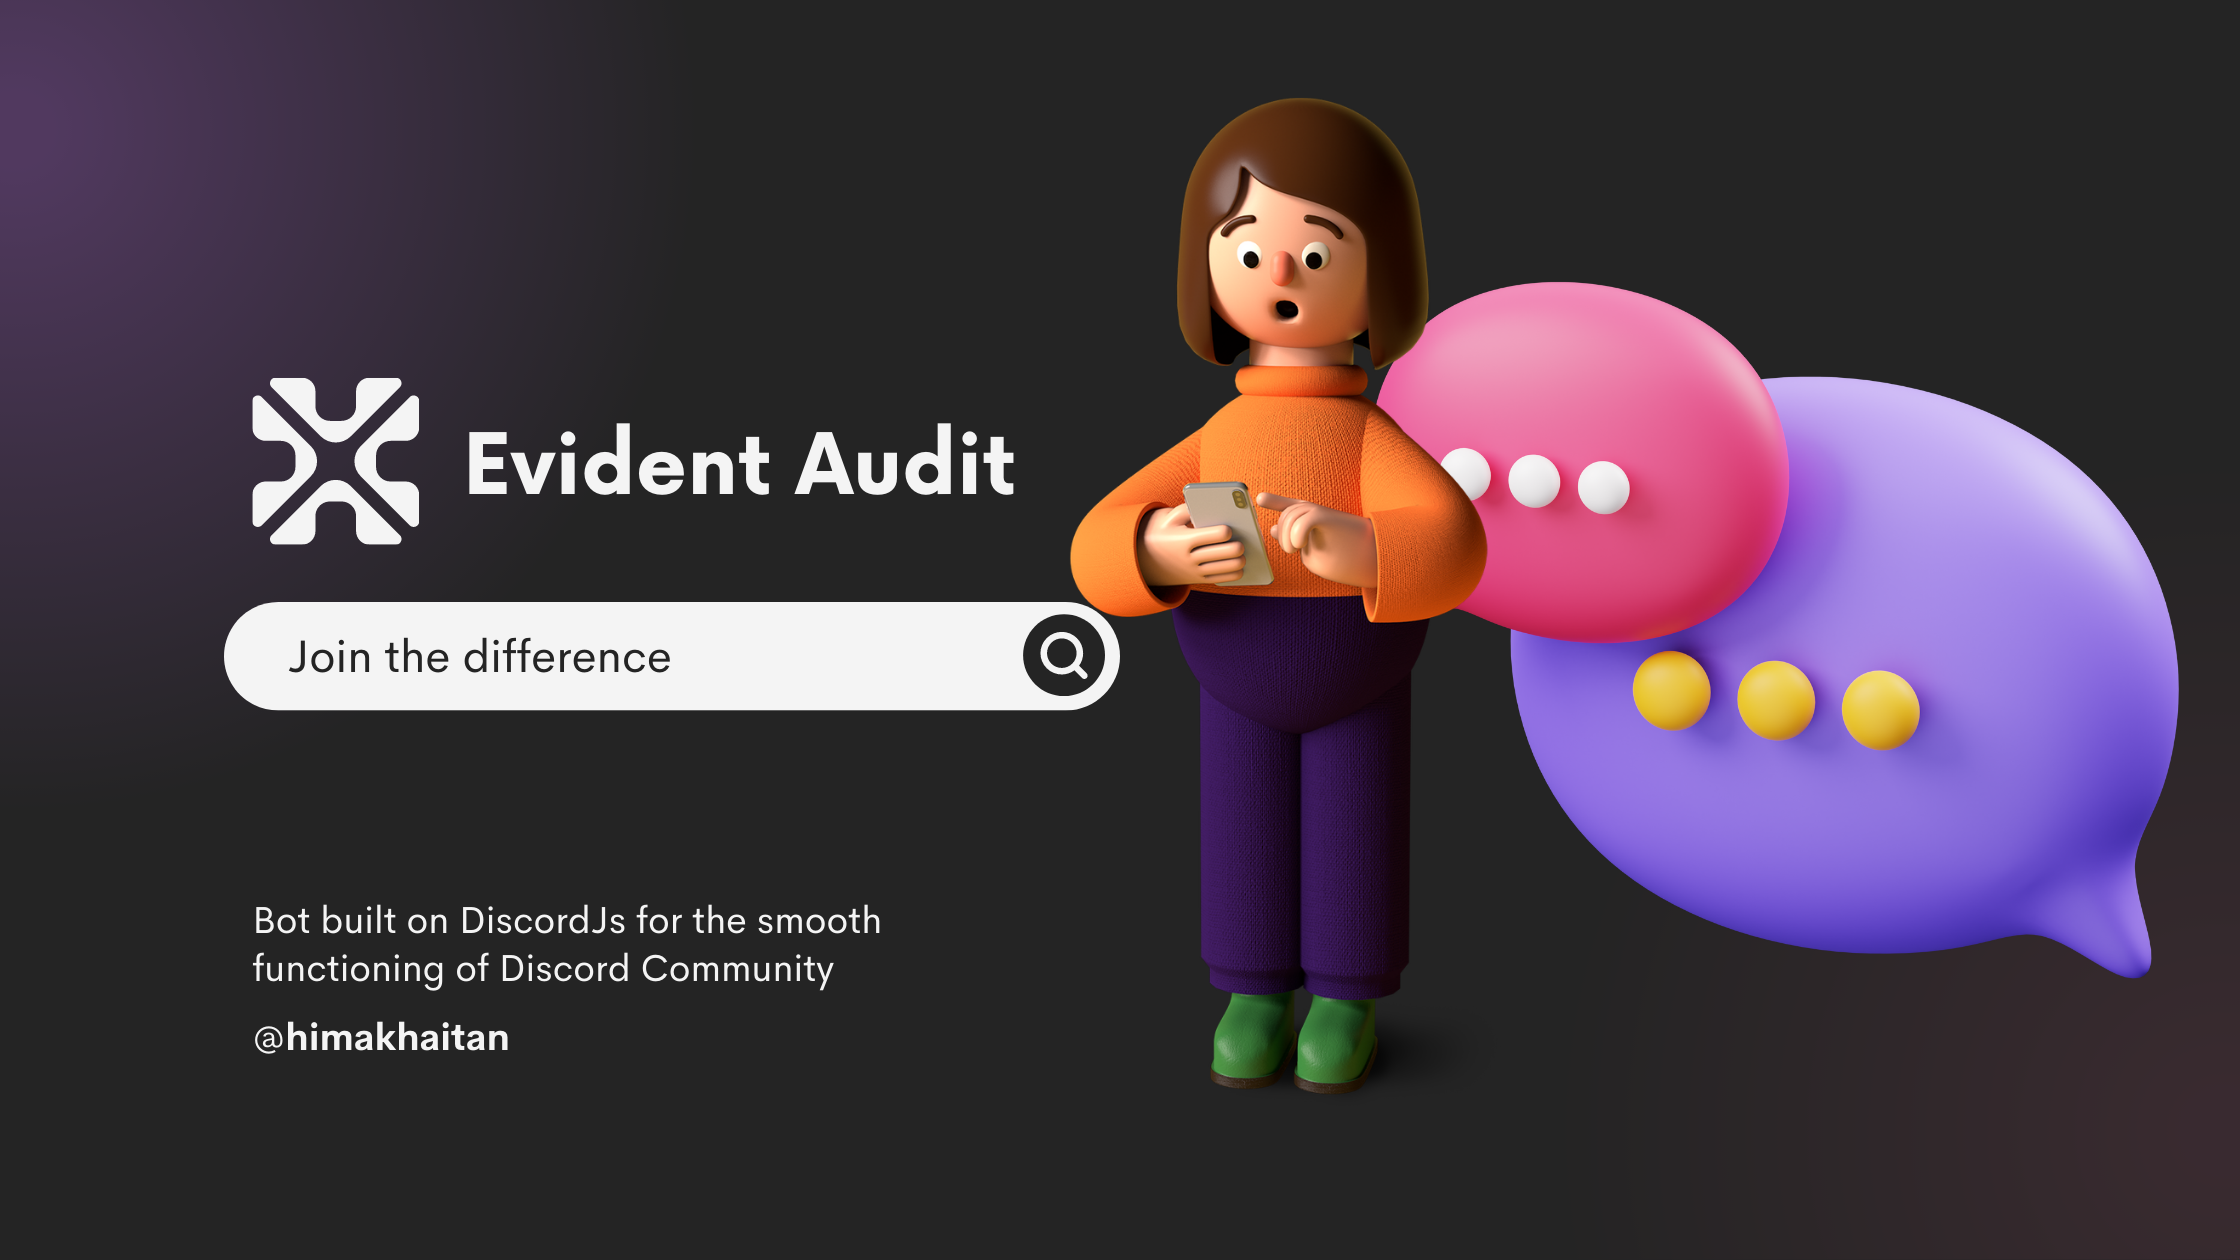 Evident Audit
Join the difference
Bot built on DiscordJs for the smooth
functioning of Discord Community
@himakhaitan